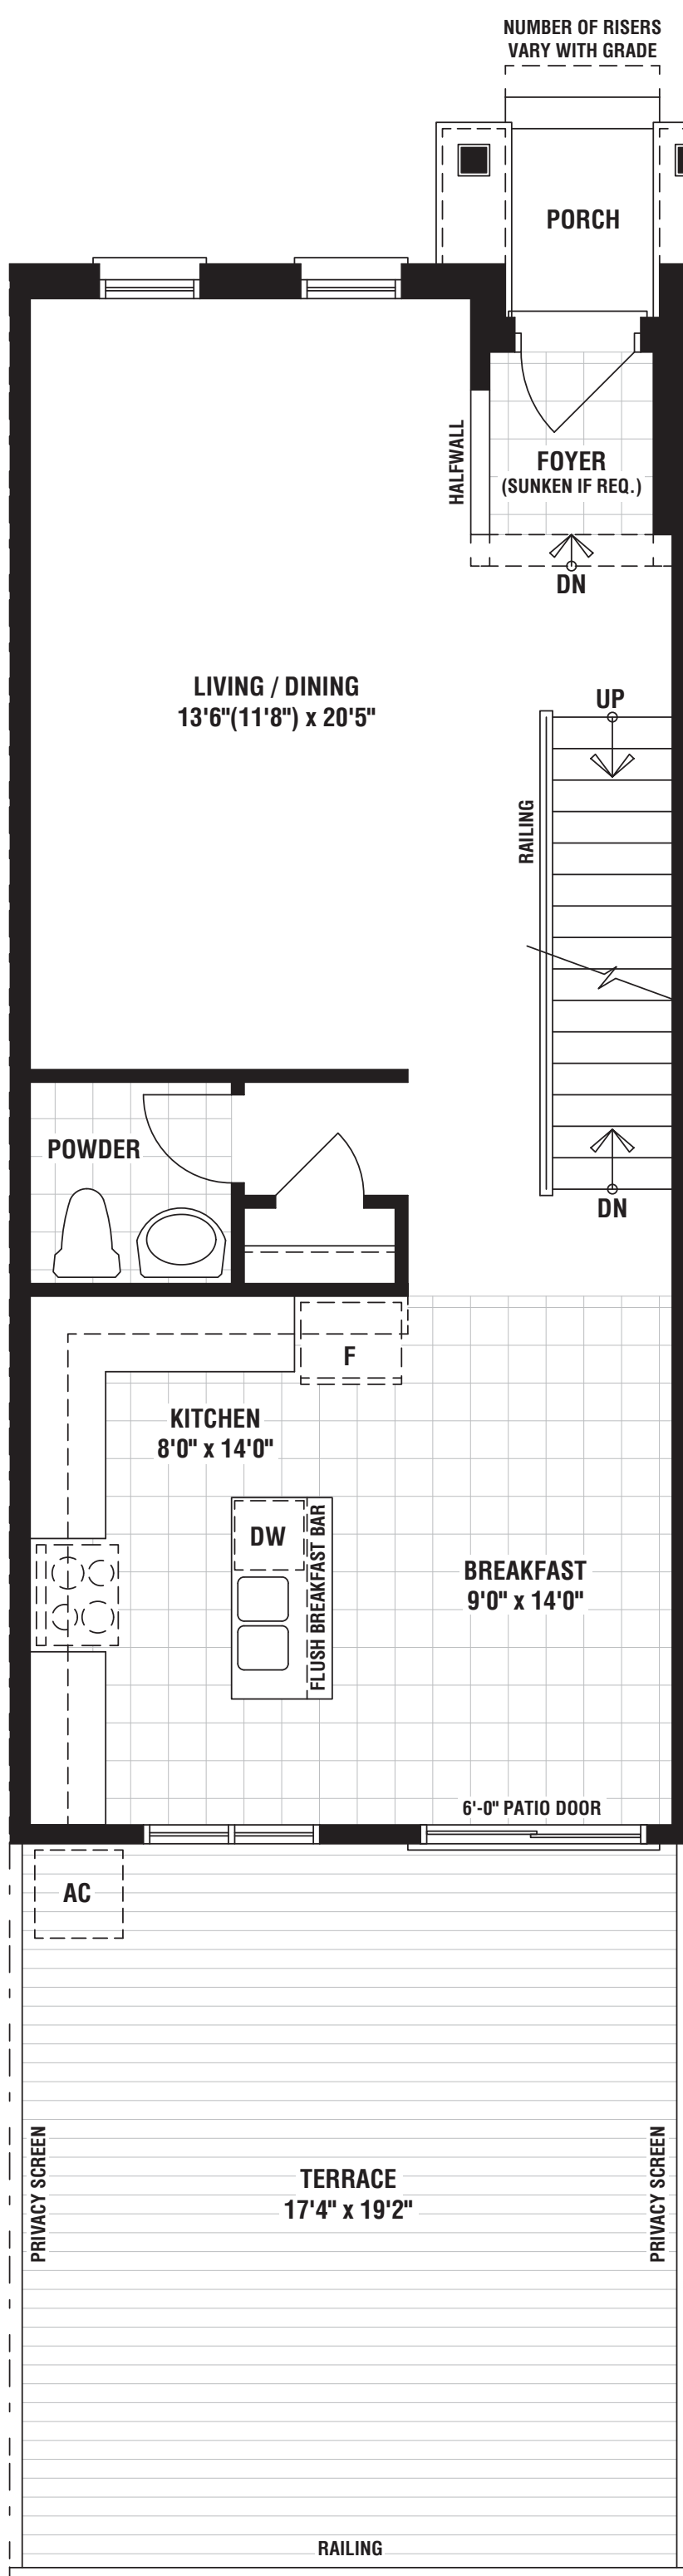 NUMBER OF RISERS
VARY WITH GRADE
PORCH
HALFWALL
FOYER
(SUNKEN IF REQ.)
DN
LIVING / DINING
13'6"(11'8") x 20'5"
UP
RAILING
POWDER
DN
F
KITCHEN
8'0" x 14'0"
DW
FLUSH BREAKFAST BAR
BREAKFAST
9'0" x 14'0"
6'-0" PATIO DOOR
AC
PRIVACY SCREEN
TERRACE
17'4" x 19'2"
PRIVACY SCREEN
RAILING